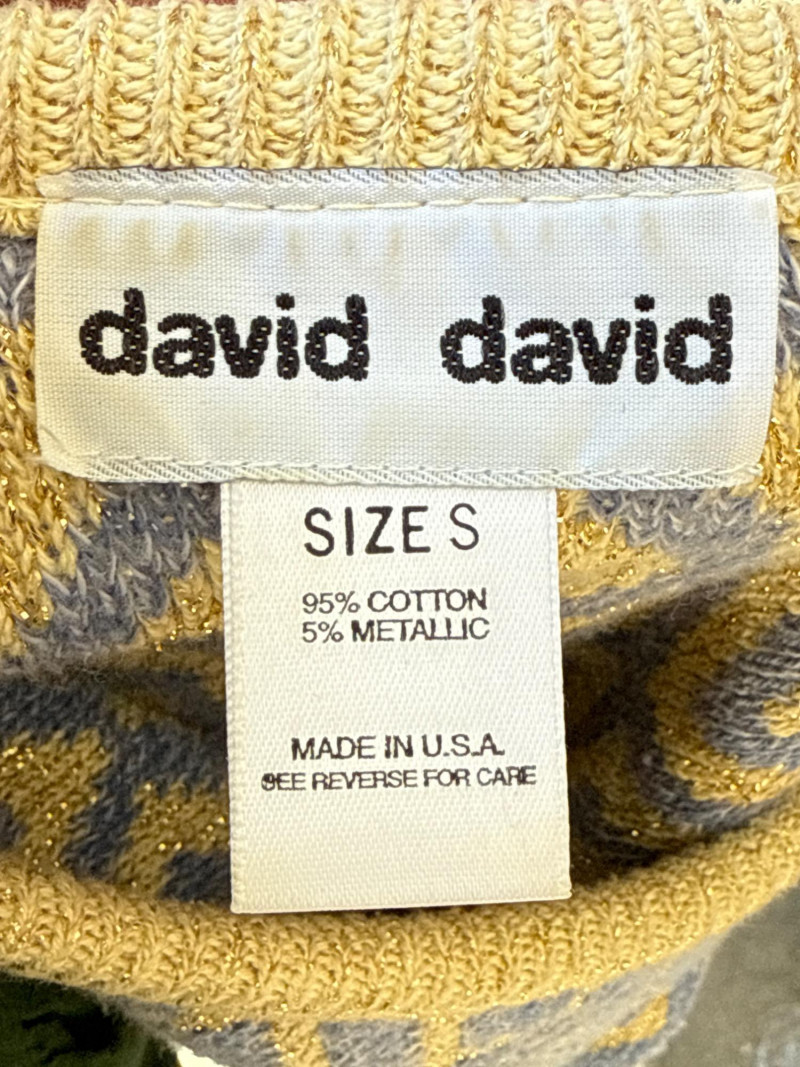 david david
SIZE S
95% COTTON
5% METALLIC
MADE IN U.S.A.
SEE REVERSE FOR CARE